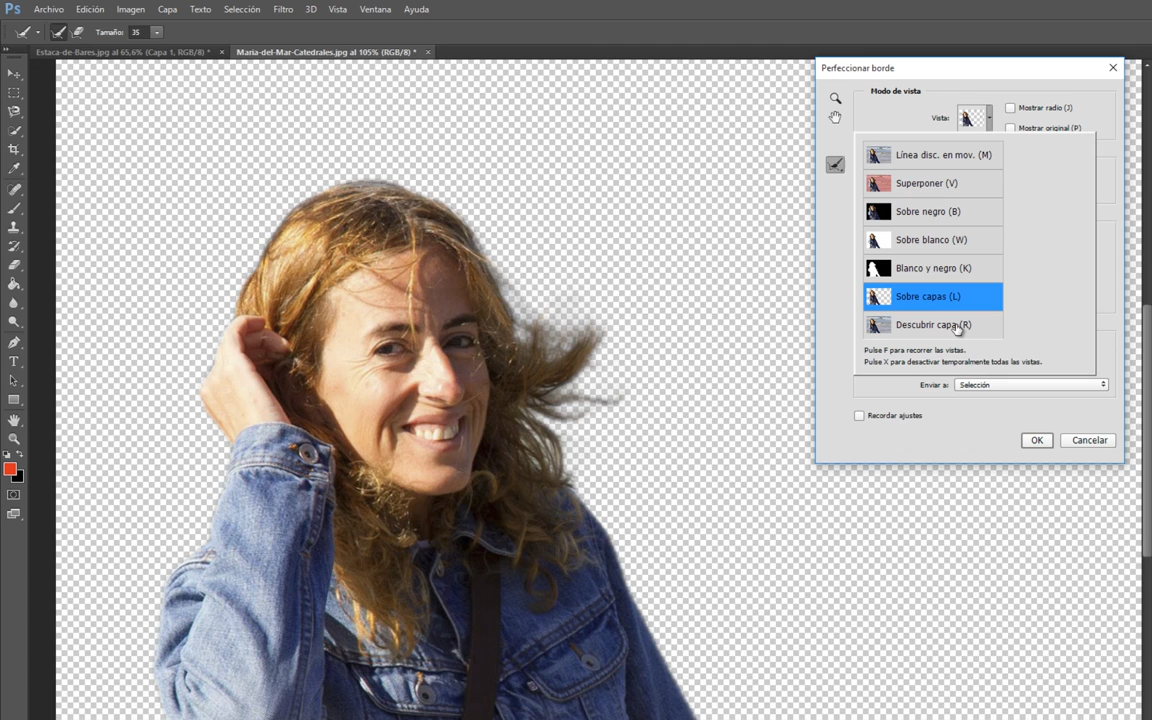 Ps Archivo Edición Imagen Capa Texto Selección Filtro 3D Vista Ventana Ayuda
Tamaño: 35
Estaca-de-Bares.jpg al 65,6% (Capa 1, RGB/8) * × Maria-del-Mar-Catedrales.jpg al 105% (RGB/8) * ×
Perfeccionar borde
Modo de vista
Vista:
Mostrar radio (J)
Mostrar original (P)
Línea disc. en mov. (M)
Superponer (V)
Sobre negro (B)
Sobre blanco (W)
Blanco y negro (K)
Sobre capas (L)
Descubrir capa (R)
Pulse F para recorrer las vistas.
Pulse X para desactivar temporalmente todas las vistas.
Enviar a: Selección
Recordar ajustes
OK Cancelar
T